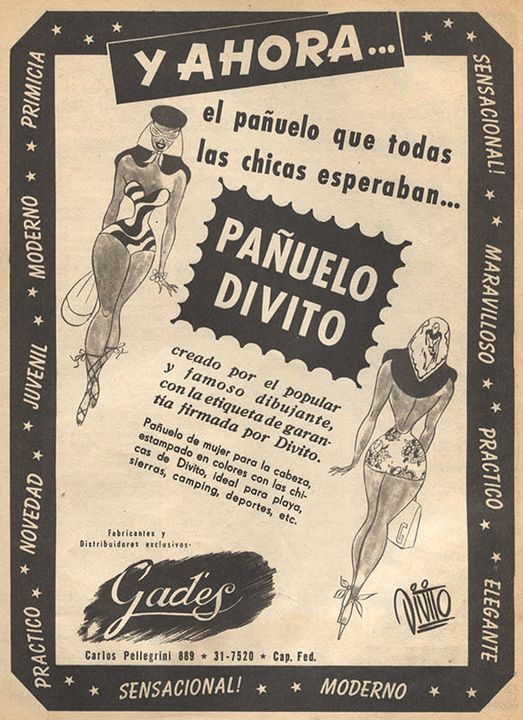 Y AHORA...
el pañuelo que todas
las chicas esperaban...
PAÑUELO
DIVITO
creado por el popular
y famoso dibujante,
con la etiqueta de garan-
tía firmada por Divito.
Pañuelo de mujer para la cabeza,
estampado en colores con las chi-
cas de Divito, ideal para playa,
sierras, camping, deportes, etc.
Fabricantes y
Distribuidores exclusivos·
Gadés
Carlos Pellegrini 889 ★ 31-7520 ★ Cap. Fed.
DIVITO
G
PRACTICO ★ NOVEDAD ★ JUVENIL ★ MODERNO ★ PRIMICIA
SENSACIONAL! ★ MARAVILLOSO ★ PRACTICO ★ ELEGANTE
SENSACIONAL! ★ MODERNO